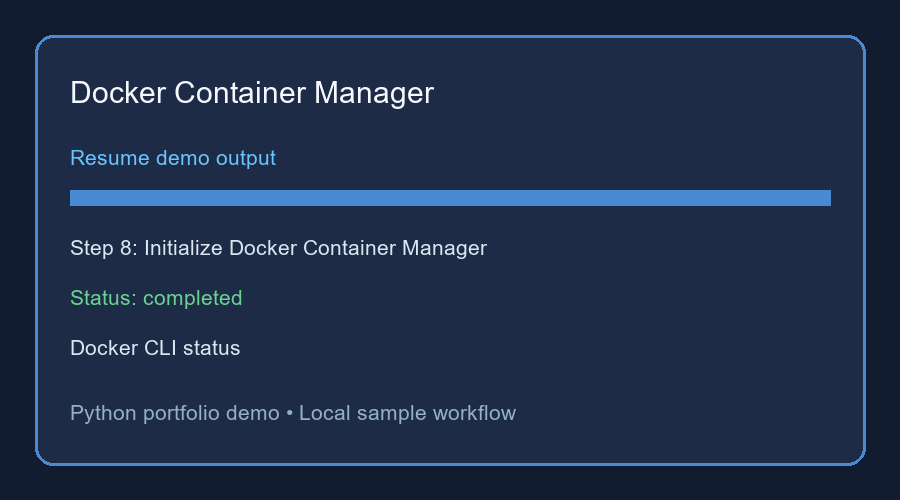 Docker Container Manager
Resume demo output
Step 8: Initialize Docker Container Manager
Status: completed
Docker CLI status
Python portfolio demo • Local sample workflow